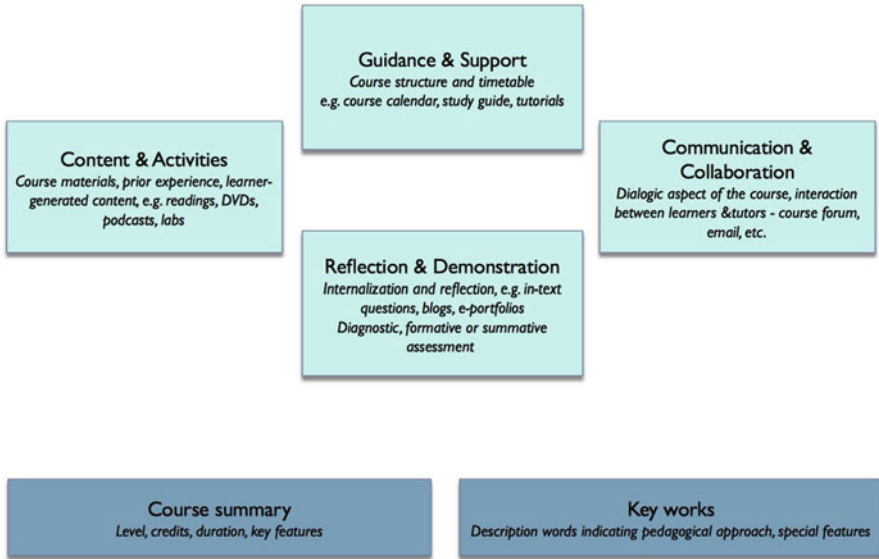 Guidance & Support
Course structure and timetable
e.g. course calendar, study guide, tutorials
Content & Activities
Course materials, prior experience, learner-
generated content, e.g. readings, DVDs,
podcasts, labs
Communication &
Collaboration
Dialogic aspect of the course, interaction
between learners &tutors - course forum,
email, etc.
Reflection & Demonstration
Internalization and reflection, e.g. in-text
questions, blogs, e-portfolios
Diagnostic, formative or summative
assessment
Course summary
Level, credits, duration, key features
Key works
Description words indicating pedagogical approach, special features